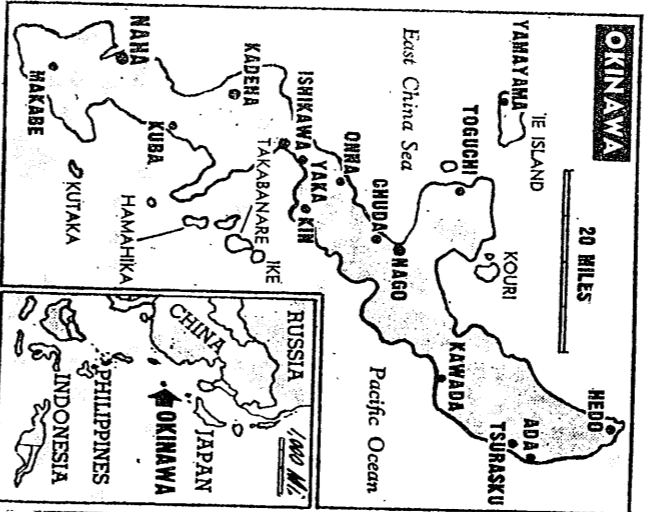 OKINAWA
YAMAYAMA
IE ISLAND
20 MILES
East China Sea
TOGUCHI
KOURI
HEDO
ADA
TSURASKU
KAWADA
NAGO
CHUDA
ONNA
Pacific Ocean
YAKA
KIN
ISHIKAWA
TAKABANARE
IKE
KADENA
HAMAHIKA
NAHA
KUBA
KUTAKA
MAKABE
RUSSIA
1,000 Mi.
CHINA
JAPAN
OKINAWA
PHILIPPINES
INDONESIA